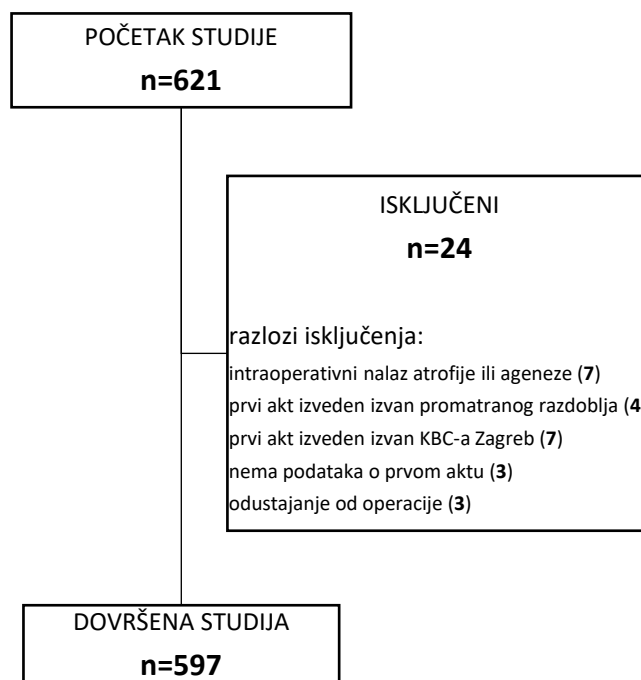 POČETAK STUDIJE
n=621
ISKLJUČENI
n=24
razlozi isključenja:
intraoperativni nalaz atrofije ili ageneze (7)
prvi akt izveden izvan promatranog razdoblja (4
prvi akt izveden izvan KBC-a Zagreb (7)
nema podataka o prvom aktu (3)
odustajanje od operacije (3)
DOVRŠENA STUDIJA
n=597